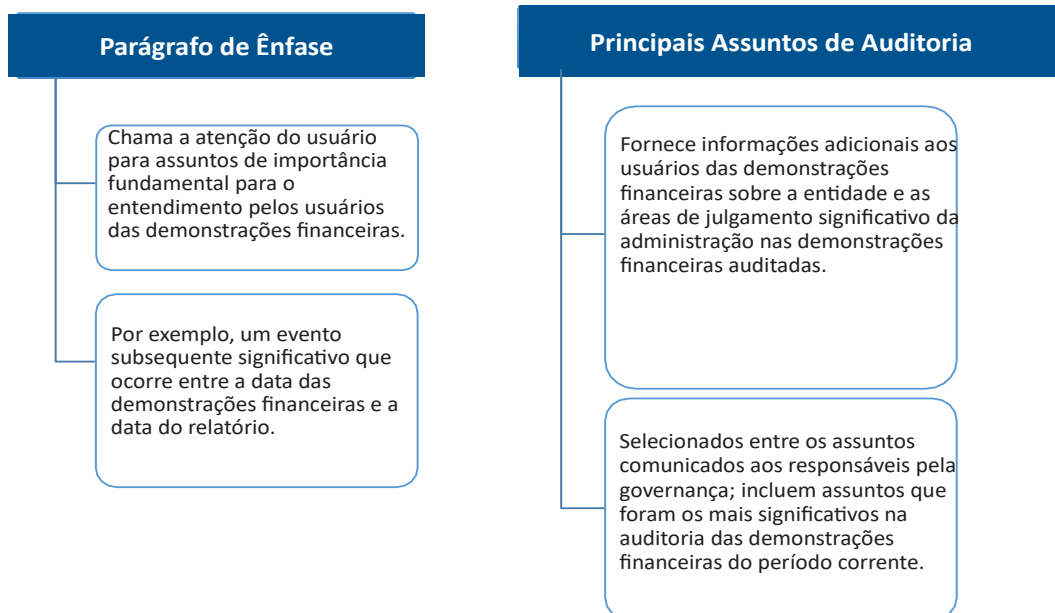 Parágrafo de Ênfase
Chama a atenção do usuário
para assuntos de importância
fundamental para o
entendimento pelos usuários
das demonstrações financeiras.
Por exemplo, um evento
subsequente significativo que
ocorre entre a data das
demonstrações financeiras e a
data do relatório.
Principais Assuntos de Auditoria
Fornece informações adicionais aos
usuários das demonstrações
financeiras sobre a entidade e as
áreas de julgamento significativo da
administração nas demonstrações
financeiras auditadas.
Selecionados entre os assuntos
comunicados aos responsáveis pela
governança; incluem assuntos que
foram os mais significativos na
auditoria das demonstrações
financeiras do período corrente.